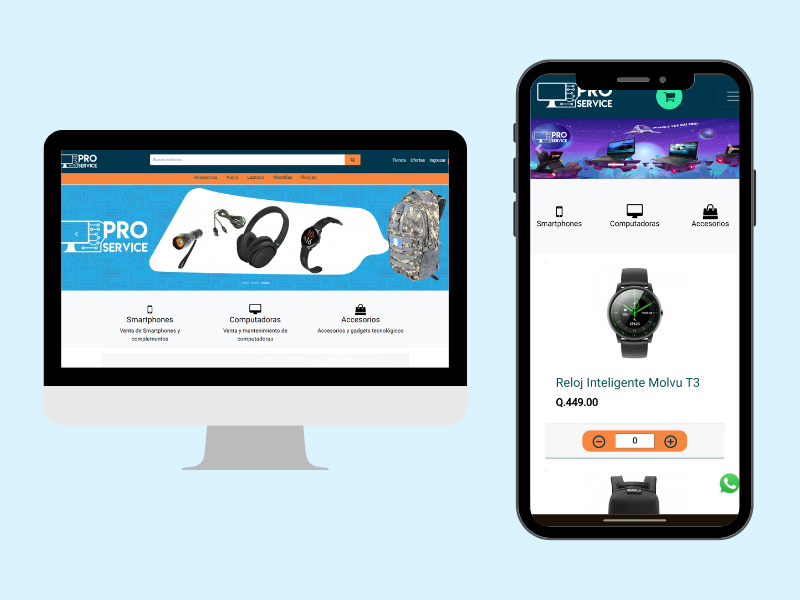 PRO
SERVICE
Tienda Ofertas Ingresar
Accesorios Audio Laptops Mochilas Relojes
PRO
SERVICE
Smartphones
Venta de Smartphones y
complementos
Computadoras
Venta y mantenimiento de
computadoras
Accesorios
Accesorios y gadgets tecnológicos
PRO
SERVICE
PRO
SERVICE
Smartphones
Computadoras
Accesorios
Reloj Inteligente Molvu T3
Q.449.00
0